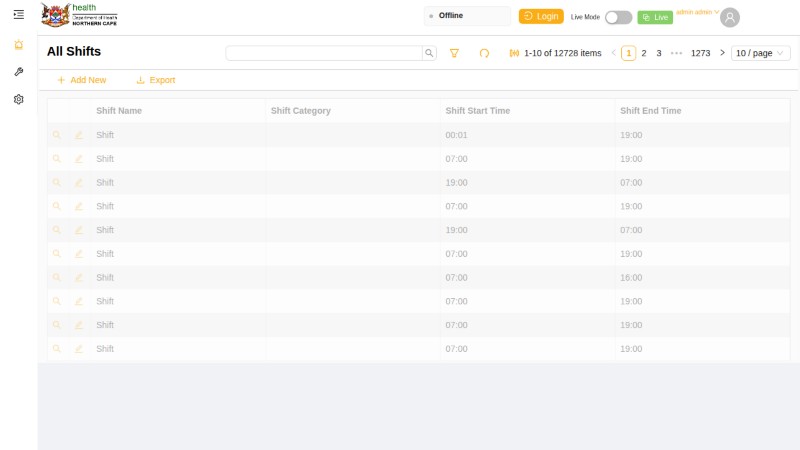 health
Department of Health
NORTHERN CAPE
Offline
Login
Live Mode
Live
admin admin
All Shifts
1-10 of 12728 items
1 2 3 ••• 1273
10 / page
Add New
Export
Shift Name Shift Category Shift Start Time Shift End Time
Shift 00:01 19:00
Shift 07:00 19:00
Shift 19:00 07:00
Shift 07:00 19:00
Shift 19:00 07:00
Shift 07:00 19:00
Shift 07:00 16:00
Shift 07:00 19:00
Shift 07:00 19:00
Shift 07:00 19:00